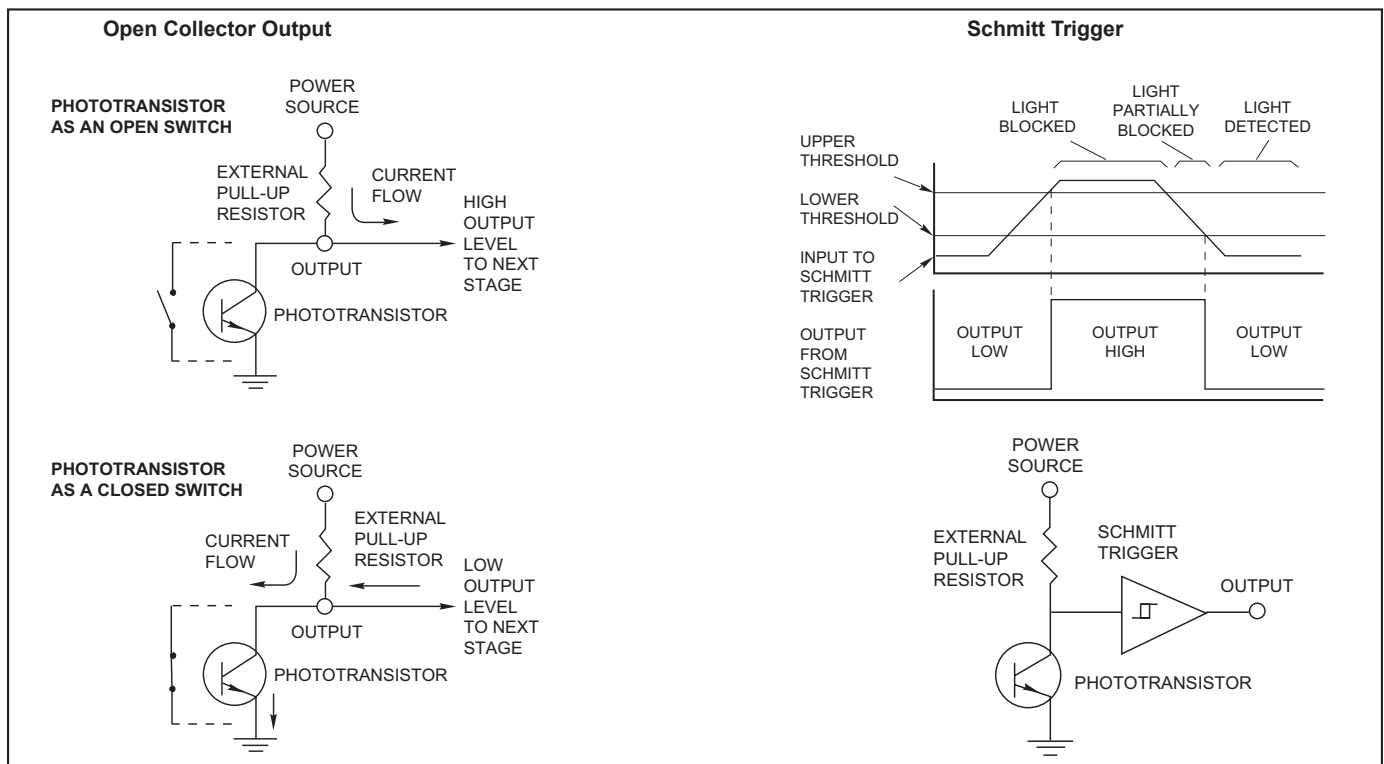 Open Collector Output
PHOTOTRANSISTOR
AS AN OPEN SWITCH
POWER
SOURCE
EXTERNAL
PULL-UP
RESISTOR
CURRENT
FLOW
HIGH
OUTPUT
LEVEL
TO NEXT
STAGE
OUTPUT
PHOTOTRANSISTOR
PHOTOTRANSISTOR
AS A CLOSED SWITCH
POWER
SOURCE
CURRENT
FLOW
EXTERNAL
PULL-UP
RESISTOR
LOW
OUTPUT
LEVEL
TO NEXT
STAGE
OUTPUT
PHOTOTRANSISTOR
Schmitt Trigger
LIGHT
BLOCKED
LIGHT
PARTIALLY
BLOCKED
LIGHT
DETECTED
UPPER
THRESHOLD
LOWER
THRESHOLD
INPUT TO
SCHMITT
TRIGGER
OUTPUT
FROM
SCHMITT
TRIGGER
OUTPUT
LOW
OUTPUT
HIGH
OUTPUT
LOW
POWER
SOURCE
EXTERNAL
PULL-UP
RESISTOR
SCHMITT
TRIGGER
OUTPUT
PHOTOTRANSISTOR